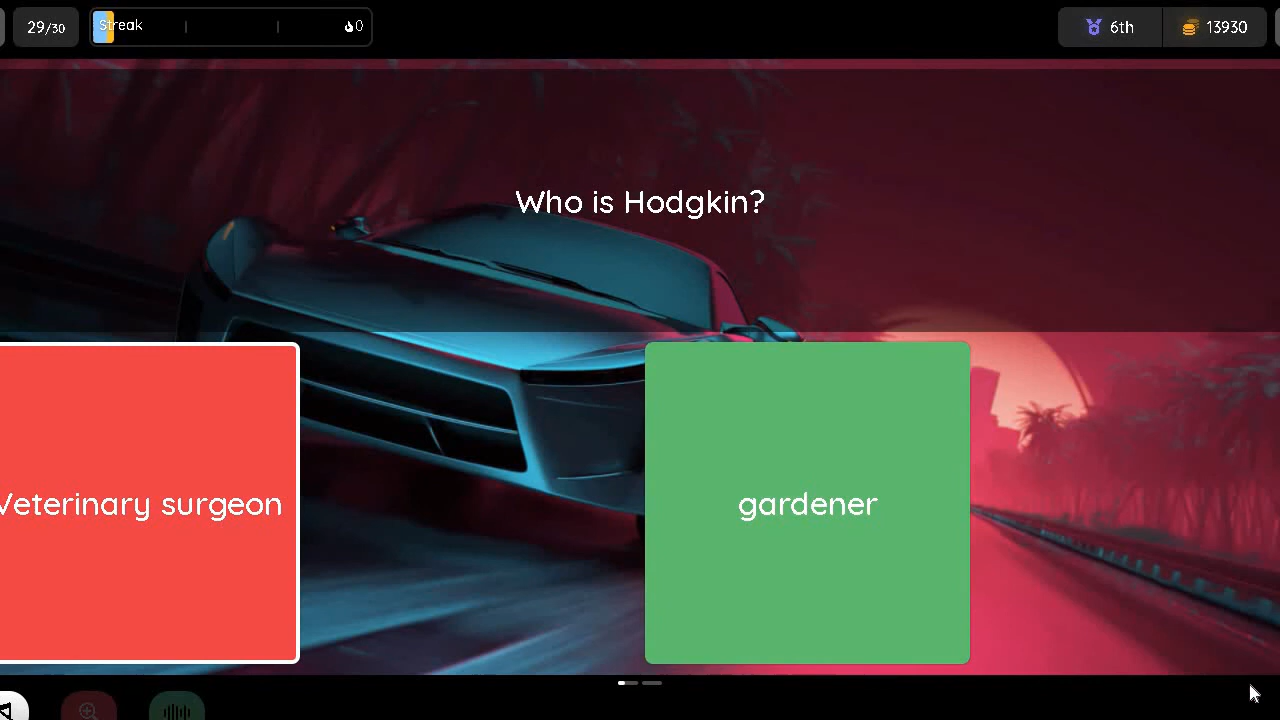 29/30
Streak
0
6th
13930
Who is Hodgkin?
Veterinary surgeon
gardener